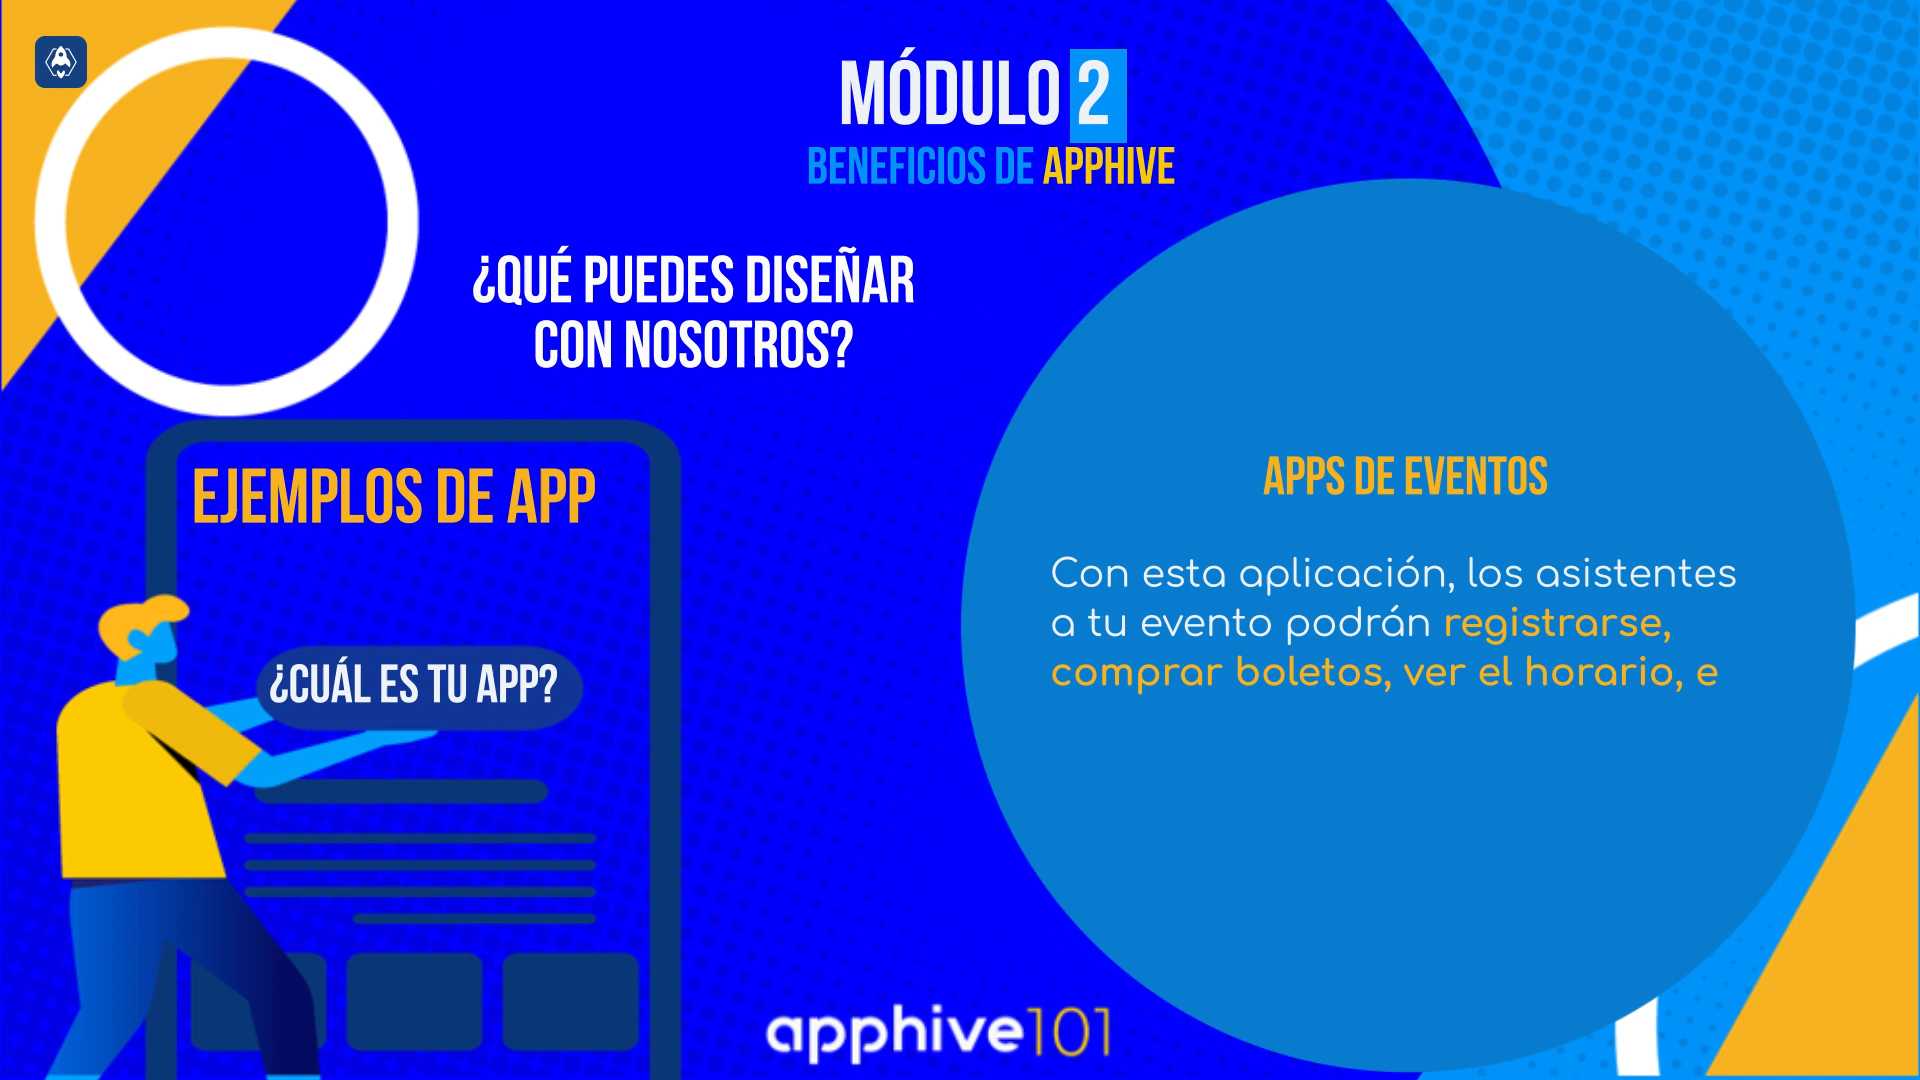 MÓDULO 2
BENEFICIOS DE APPHIVE
¿QUÉ PUEDES DISEÑAR
CON NOSOTROS?
EJEMPLOS DE APP
¿CUÁL ES TU APP?
APPS DE EVENTOS
Con esta aplicación, los asistentes
a tu evento podrán registrarse,
comprar boletos, ver el horario, e
apphive101